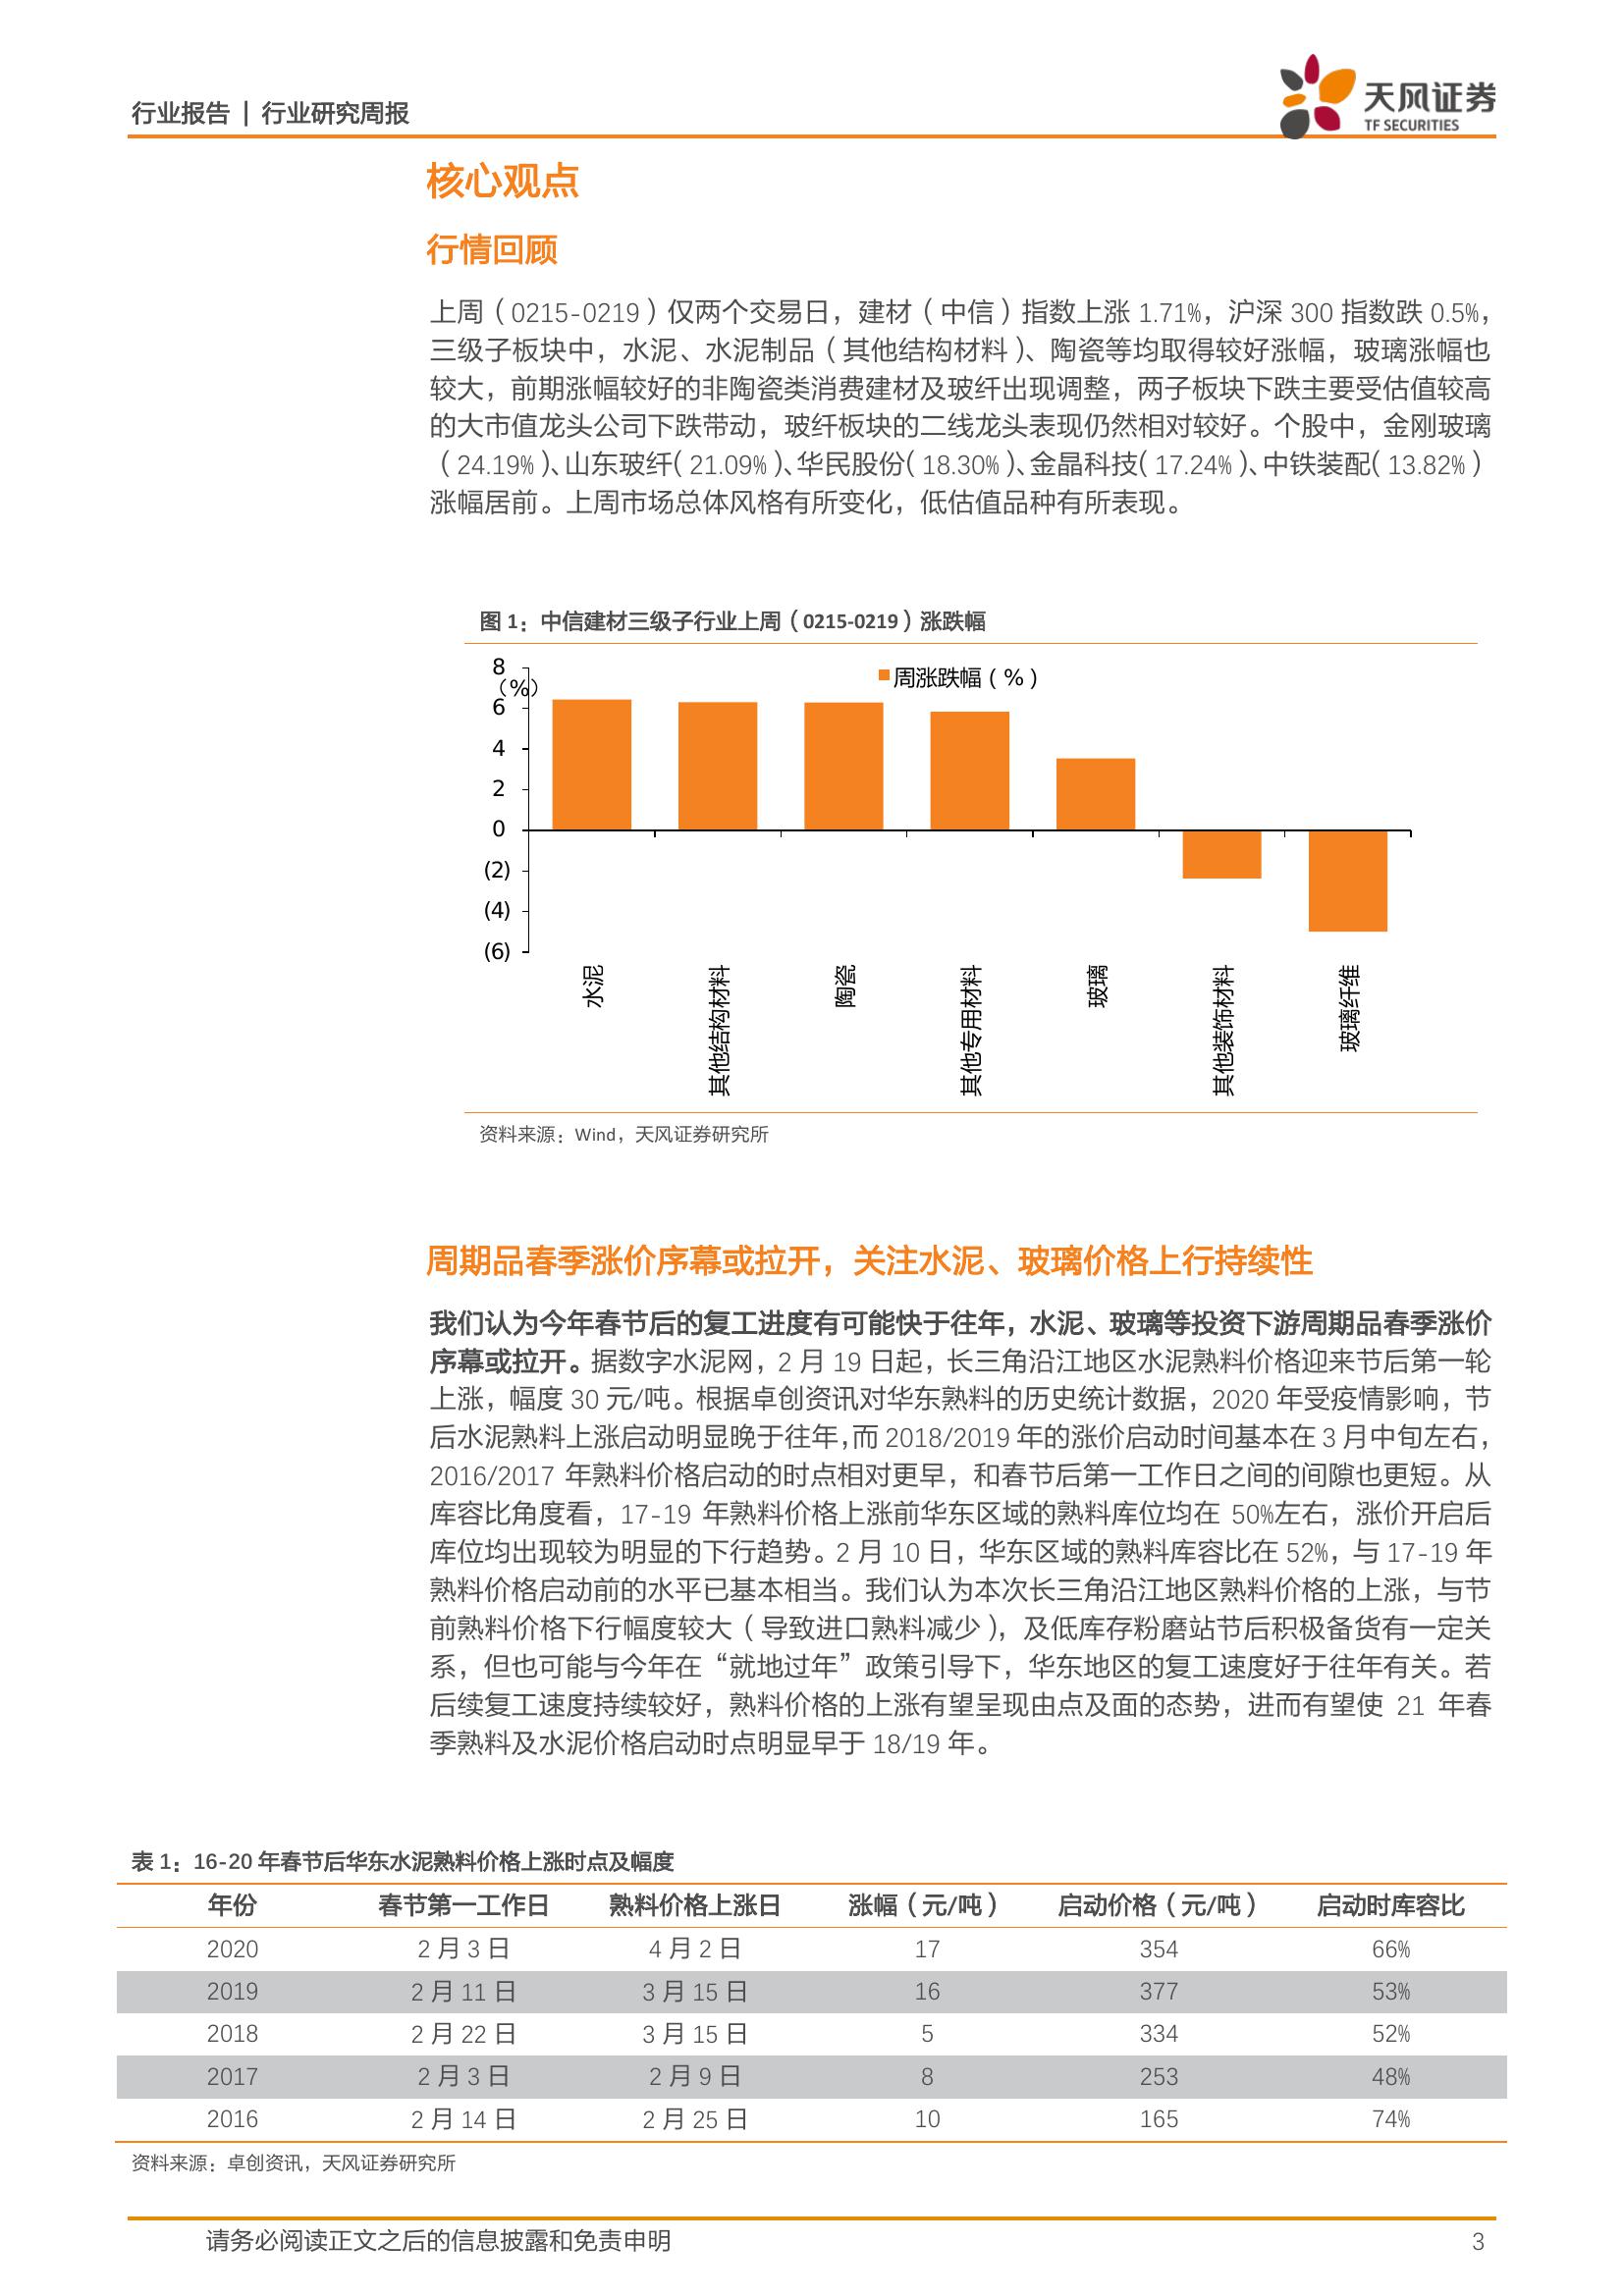 行业报告 | 行业研究周报
天风证券
TF SECURITIES
核心观点
行情回顾
上周（0215-0219）仅两个交易日，建材（中信）指数上涨 1.71%，沪深 300 指数跌 0.5%，
三级子板块中，水泥、水泥制品（其他结构材料）、陶瓷等均取得较好涨幅，玻璃涨幅也
较大，前期涨幅较好的非陶瓷类消费建材及玻纤出现调整，两子板块下跌主要受估值较高
的大市值龙头公司下跌带动，玻纤板块的二线龙头表现仍然相对较好。个股中，金刚玻璃
（24.19%）、山东玻纤（21.09%）、华民股份（18.30%）、金晶科技（17.24%）、中铁装配（13.82%）
涨幅居前。上周市场总体风格有所变化，低估值品种有所表现。
图 1：中信建材三级子行业上周（0215-0219）涨跌幅
周涨跌幅（%）
8
（%）
6
4
2
0
(2)
(4)
(6)
水泥
其他结构材料
陶瓷
其他专用材料
玻璃
其他装饰材料
玻璃纤维
资料来源：Wind，天风证券研究所
周期品春季涨价序幕或拉开，关注水泥、玻璃价格上行持续性
我们认为今年春节后的复工进度有可能快于往年，水泥、玻璃等投资下游周期品春季涨价
序幕或拉开。据数字水泥网，2 月 19 日起，长三角沿江地区水泥熟料价格迎来节后第一轮
上涨，幅度 30 元/吨。根据卓创资讯对华东熟料的历史统计数据，2020 年受疫情影响，节
后水泥熟料上涨启动明显晚于往年，而 2018/2019 年的涨价启动时间基本在 3 月中旬左右，
2016/2017 年熟料价格启动的时点相对更早，和春节后第一工作日之间的间隙也更短。从
库容比角度看，17-19 年熟料价格上涨前华东区域的熟料库位均在 50%左右，涨价开启后
库位均出现较为明显的下行趋势。2 月 10 日，华东区域的熟料库容比在 52%，与 17-19 年
熟料价格启动前的水平已基本相当。我们认为本次长三角沿江地区熟料价格的上涨，与节
前熟料价格下行幅度较大（导致进口熟料减少），及低库存粉磨站节后积极备货有一定关
系，但也可能与今年在“就地过年”政策引导下，华东地区的复工速度好于往年有关。若
后续复工速度持续较好，熟料价格的上涨有望呈现由点及面的态势，进而有望使 21 年春
季熟料及水泥价格启动时点明显早于 18/19 年。
表 1：16-20 年春节后华东水泥熟料价格上涨时点及幅度
年份 春节第一工作日 熟料价格上涨日 涨幅（元/吨） 启动价格（元/吨） 启动时库容比
2020 2 月 3 日 4 月 2 日 17 354 66%
2019 2 月 11 日 3 月 15 日 16 377 53%
2018 2 月 22 日 3 月 15 日 5 334 52%
2017 2 月 3 日 2 月 9 日 8 253 48%
2016 2 月 14 日 2 月 25 日 10 165 74%
资料来源：卓创资讯，天风证券研究所
请务必阅读正文之后的信息披露和免责申明 3